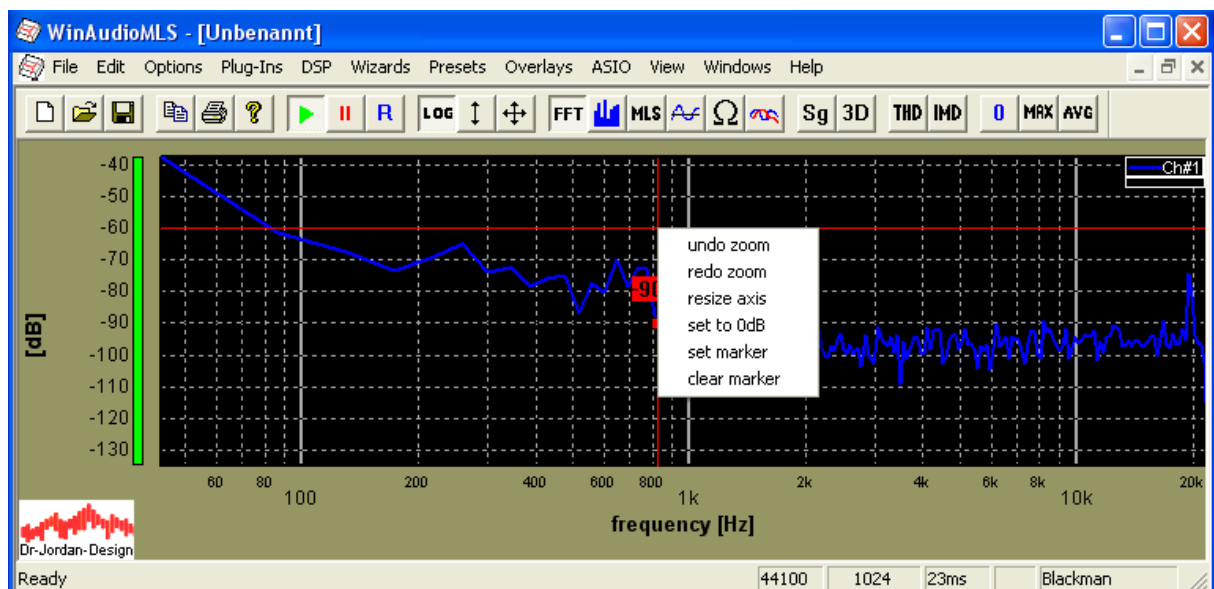 WinAudioMLS - [Unbenannt]
File Edit Options Plug-Ins DSP Wizards Presets Overlays ASIO View Windows Help
R LOG FFT MLS Ω Sg 3D THD IMD 0 MAX AVG
Ch#1
-40
-50
-60
-70
-80
-90
-100
-110
-120
-130
[dB]
-90
undo zoom
redo zoom
resize axis
set to 0dB
set marker
clear marker
60 80 100 200 400 600 800 1k 2k 4k 6k 8k 10k 20k
frequency [Hz]
Dr-Jordan-Design
Ready 44100 1024 23ms Blackman